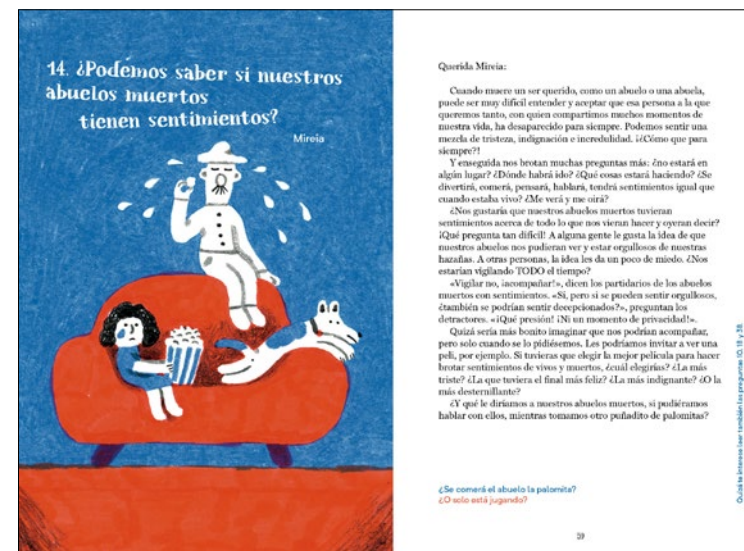 14. ¿Podemos saber si nuestros
abuelos muertos
tienen sentimientos?
Mireia
Querida Mireia:
Cuando muere un ser querido, como un abuelo o una abuela,
puede ser muy difícil entender y aceptar que esa persona a la que
queremos tanto, con quien compartimos muchos momentos de
nuestra vida, ha desaparecido para siempre. Podemos sentir una
mezcla de tristeza, indignación e incredulidad. ¡¿Cómo que para
siempre?!
Y enseguida nos brotan muchas preguntas más: ¿no estará en
algún lugar? ¿Dónde habrá ido? ¿Qué cosas estará haciendo? ¿Se
divertirá, comerá, pensará, hablará, tendrá sentimientos igual que
cuando estaba vivo? ¿Me verá y me oirá?
¿Nos gustaría que nuestros abuelos muertos tuvieran
sentimientos acerca de todo lo que nos vieran hacer y oyeran decir?
¡Qué pregunta tan difícil! A alguna gente le gusta la idea de que
nuestros abuelos nos pudieran ver y estar orgullosos de nuestras
hazañas. A otras personas, la idea les da un poco de miedo. ¿Nos
estarían vigilando TODO el tiempo?
«Vigilar no, ¡acompañar!», dicen los partidarios de los abuelos
muertos con sentimientos. «Sí, pero si se pueden sentir orgullosos,
¿también se podrían sentir decepcionados?», preguntan los
detractores. «¡Qué presión! ¡Ni un momento de privacidad!».
Quizá sería más bonito imaginar que nos podrían acompañar,
pero solo cuando se lo pidiésemos. Les podríamos invitar a ver una
peli, por ejemplo. Si tuvieras que elegir la mejor película para hacer
brotar sentimientos de vivos y muertos, ¿cuál elegirías? ¿La más
triste? ¿La que tuviera el final más feliz? ¿La más indignante? ¿O la
más desternillante?
¿Y qué le diríamos a nuestros abuelos muertos, si pudiéramos
hablar con ellos, mientras tomamos otro puñadito de palomitas?
¿Se comerá el abuelo la palomita?
¿O solo está jugando?
39
Quizá te interese leer también las preguntas 10, 18 y 38.